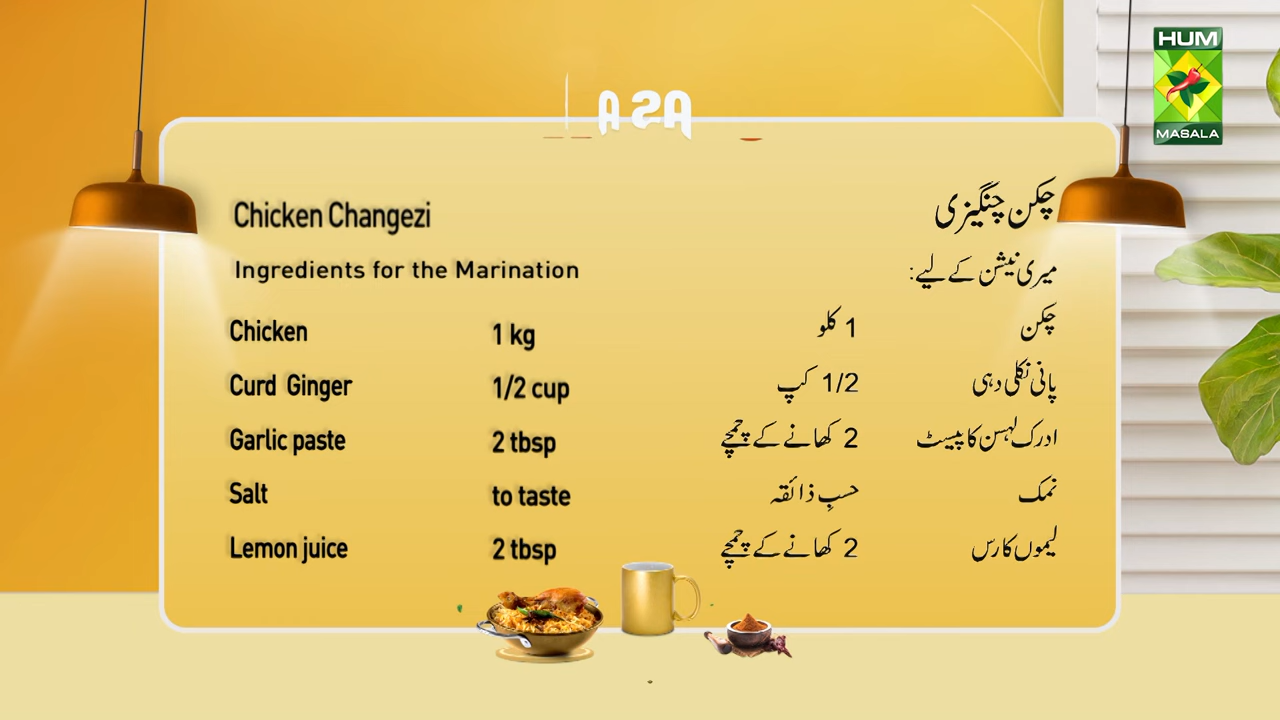 HUM
MASALA
Chicken Changezi چکن چنگیزی
Ingredients for the Marination میری نیشن کے لیے:
Chicken 1 kg 1 کلو چکن
Curd Ginger 1/2 cup 1/2 کپ پانی نکلی دہی
Garlic paste 2 tbsp 2 کھانے کے چمچے ادرک لہسن کا پیسٹ
Salt to taste حسبِ ذائقہ نمک
Lemon juice 2 tbsp 2 کھانے کے چمچے لیموں کا رس